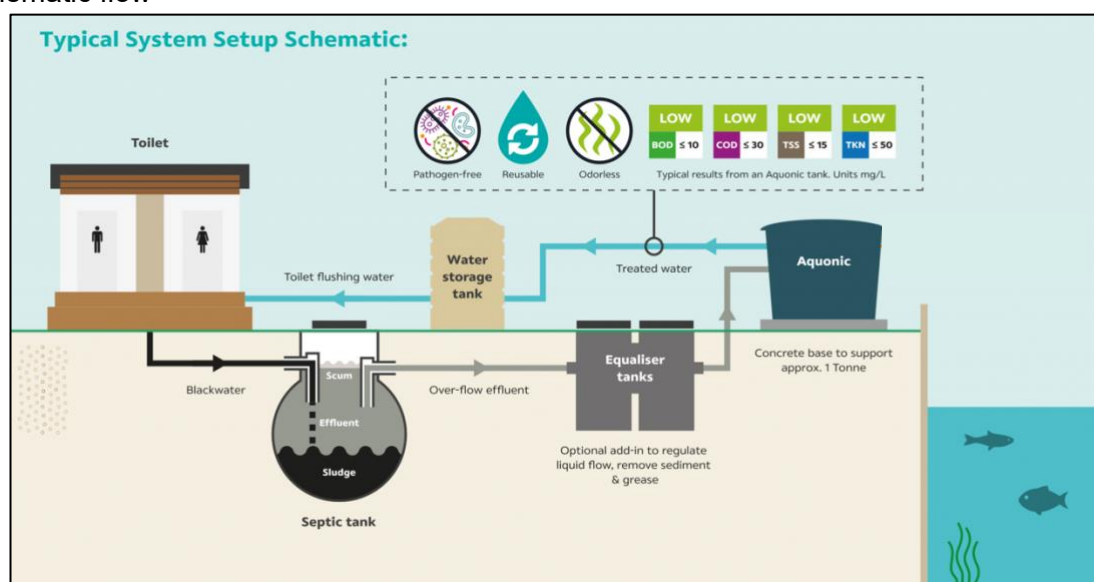 Typical System Setup Schematic:
LOW
LOW
LOW
LOW
BOD ≤ 10
COD ≤ 30
TSS ≤ 15
TKN ≤ 50
Pathogen-free
Reusable
Odorless
Typical results from an Aquonic tank. Units mg/L
Toilet
Water
storage
tank
Toilet flushing water
Treated water
Aquonic
Blackwater
Scum
Effluent
Sludge
Septic tank
Over-flow effluent
Equaliser
tanks
Optional add-in to regulate
liquid flow, remove sediment
& grease
Concrete base to support
approx. 1 Tonne